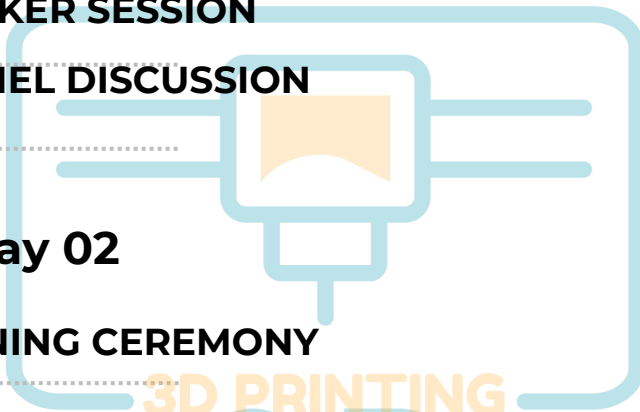 KER SESSION
NEL DISCUSSION
ay 02
NING CEREMONY
3D PRINTING